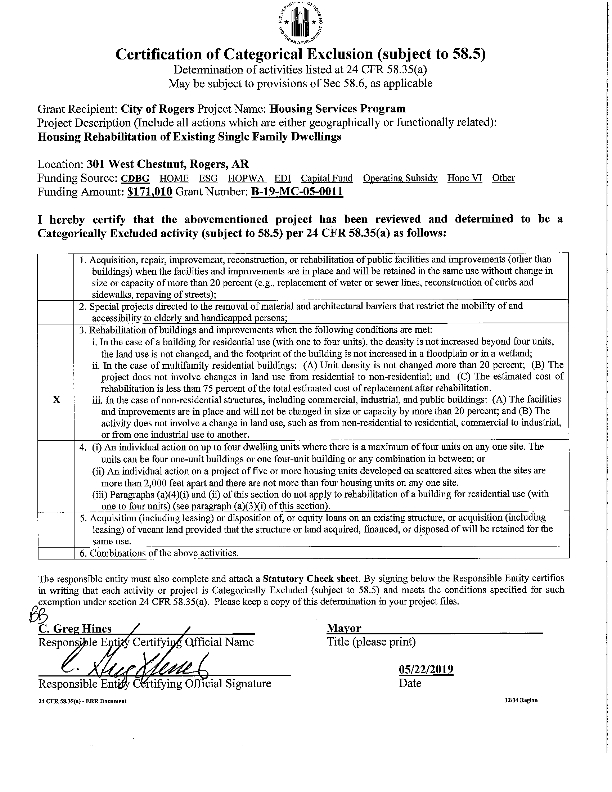 Certification of Categorical Exclusion (subject to 58.5)
Determination of activities listed at 24 CFR 58.35(a)
May be subject to provisions of Sec 58.6, as applicable
Grant Recipient: City of Rogers Project Name: Housing Services Program
Project Description (Include all actions which are either geographically or functionally related):
Housing Rehabilitation of Existing Single Family Dwellings
Location: 301 West Chestnut, Rogers, AR
Funding Source: CDBG HOME ESG HOPWA EDI Capital Fund Operating Subsidy Hope VI Other
Funding Amount: $171,010 Grant Number: B-19-MC-05-0011
I hereby certify that the abovementioned project has been reviewed and determined to be a
Categorically Excluded activity (subject to 58.5) per 24 CFR 58.35(a) as follows:
1. Acquisition, repair, improvement, reconstruction, or rehabilitation of public facilities and improvements (other than
buildings) when the facilities and improvements are in place and will be retained in the same use without change in
size or capacity of more than 20 percent (e.g., replacement of water or sewer lines, reconstruction of curbs and
sidewalks, repaving of streets);
2. Special projects directed to the removal of material and architectural barriers that restrict the mobility of and
accessibility to elderly and handicapped persons;
3. Rehabilitation of buildings and improvements when the following conditions are met:
i. In the case of a building for residential use (with one to four units), the density is not increased beyond four units,
the land use is not changed, and the footprint of the building is not increased in a floodplain or in a wetland;
ii. In the case of multifamily residential buildings: (A) Unit density is not changed more than 20 percent; (B) The
project does not involve changes in land use from residential to non-residential; and (C) The estimated cost of
rehabilitation is less than 75 percent of the total estimated cost of replacement after rehabilitation.
X iii. In the case of non-residential structures, including commercial, industrial, and public buildings: (A) The facilities
and improvements are in place and will not be changed in size or capacity by more than 20 percent; and (B) The
activity does not involve a change in land use, such as from non-residential to residential, commercial to industrial,
or from one industrial use to another.
4. (i) An individual action on up to four dwelling units where there is a maximum of four units on any one site. The
units can be four one-unit buildings or one four-unit building or any combination in between; or
(ii) An individual action on a project of five or more housing units developed on scattered sites when the sites are
more than 2,000 feet apart and there are not more than four housing units on any one site.
(iii) Paragraphs (a)(4)(i) and (ii) of this section do not apply to rehabilitation of a building for residential use (with
one to four units) (see paragraph (a)(3)(i) of this section).
5. Acquisition (including leasing) or disposition of, or equity loans on an existing structure, or acquisition (including
leasing) of vacant land provided that the structure or land acquired, financed, or disposed of will be retained for the
same use.
6. Combinations of the above activities.
The responsible entity must also complete and attach a Statutory Check sheet. By signing below the Responsible Entity certifies
in writing that each activity or project is Categorically Excluded (subject to 58.5) and meets the conditions specified for such
exemption under section 24 CFR 58.35(a). Please keep a copy of this determination in your project files.
BB
C. Greg Hines Mayor
Responsible Entity Certifying Official Name Title (please print)
C. Greg Hines 05/22/2019
Responsible Entity Certifying Official Signature Date
24 CFR 58.35(a) - ERR Document